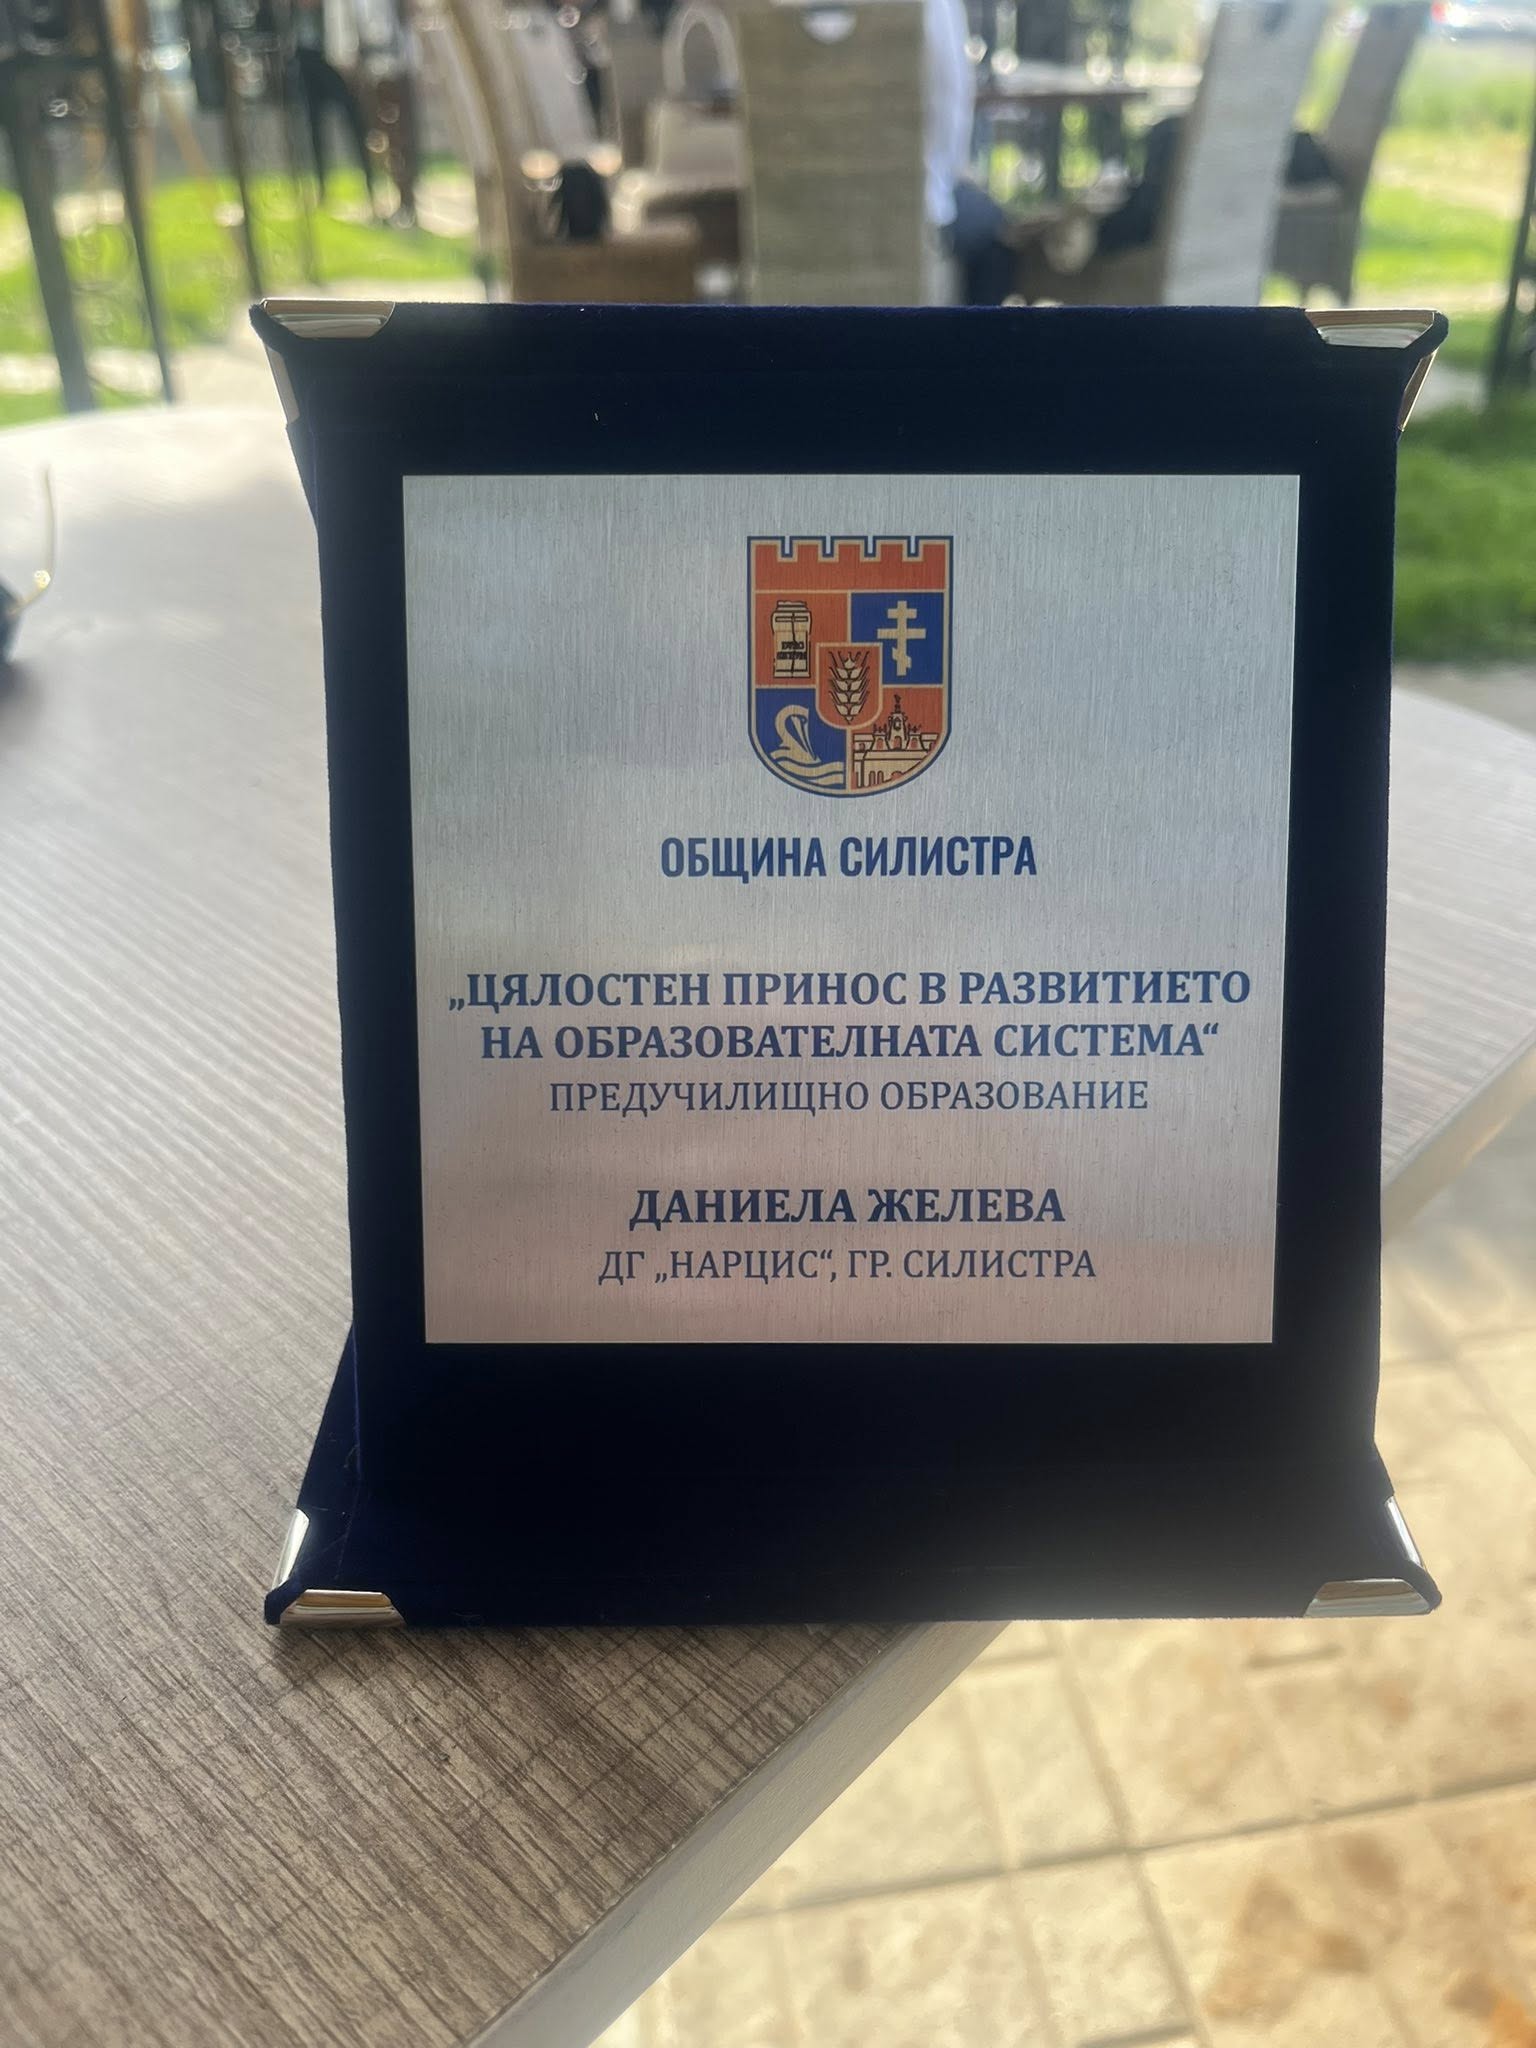 ОБЩИНА СИЛИСТРА
„ЦЯЛОСТЕН ПРИНОС В РАЗВИТИЕТО
НА ОБРАЗОВАТЕЛНАТА СИСТЕМА“
ПРЕДУЧИЛИЩНО ОБРАЗОВАНИЕ
ДАНИЕЛА ЖЕЛЕВА
ДГ „НАРЦИС“, ГР. СИЛИСТРА